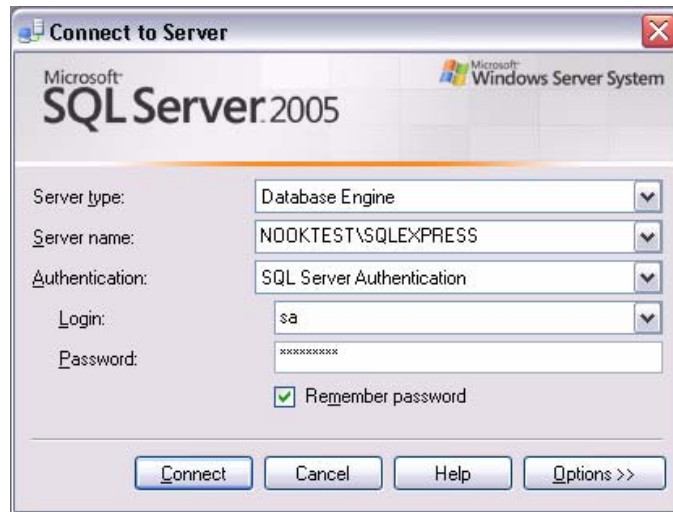 Connect to Server
Microsoft
SQL Server 2005
Microsoft
Windows Server System
Server type: Database Engine
Server name: NOOKTEST\SQLEXPRESS
Authentication: SQL Server Authentication
Login: sa
Password: *********
Remember password
Connect Cancel Help Options >>